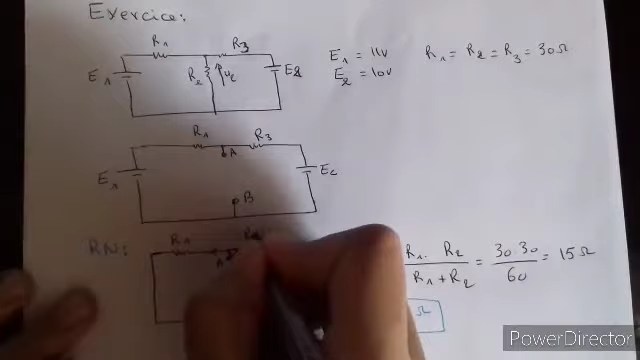 Exercice:
R1 R3
E1 R2 U2 E2
E1 = 11V R1 = R2 = R3 = 30Ω
E2 = 10V
R1 A R3
E1 B E2
RN: R1 A
R1 . R2 / R1 + R2 = 30.30 / 60 = 15Ω
Ω
PowerDirector